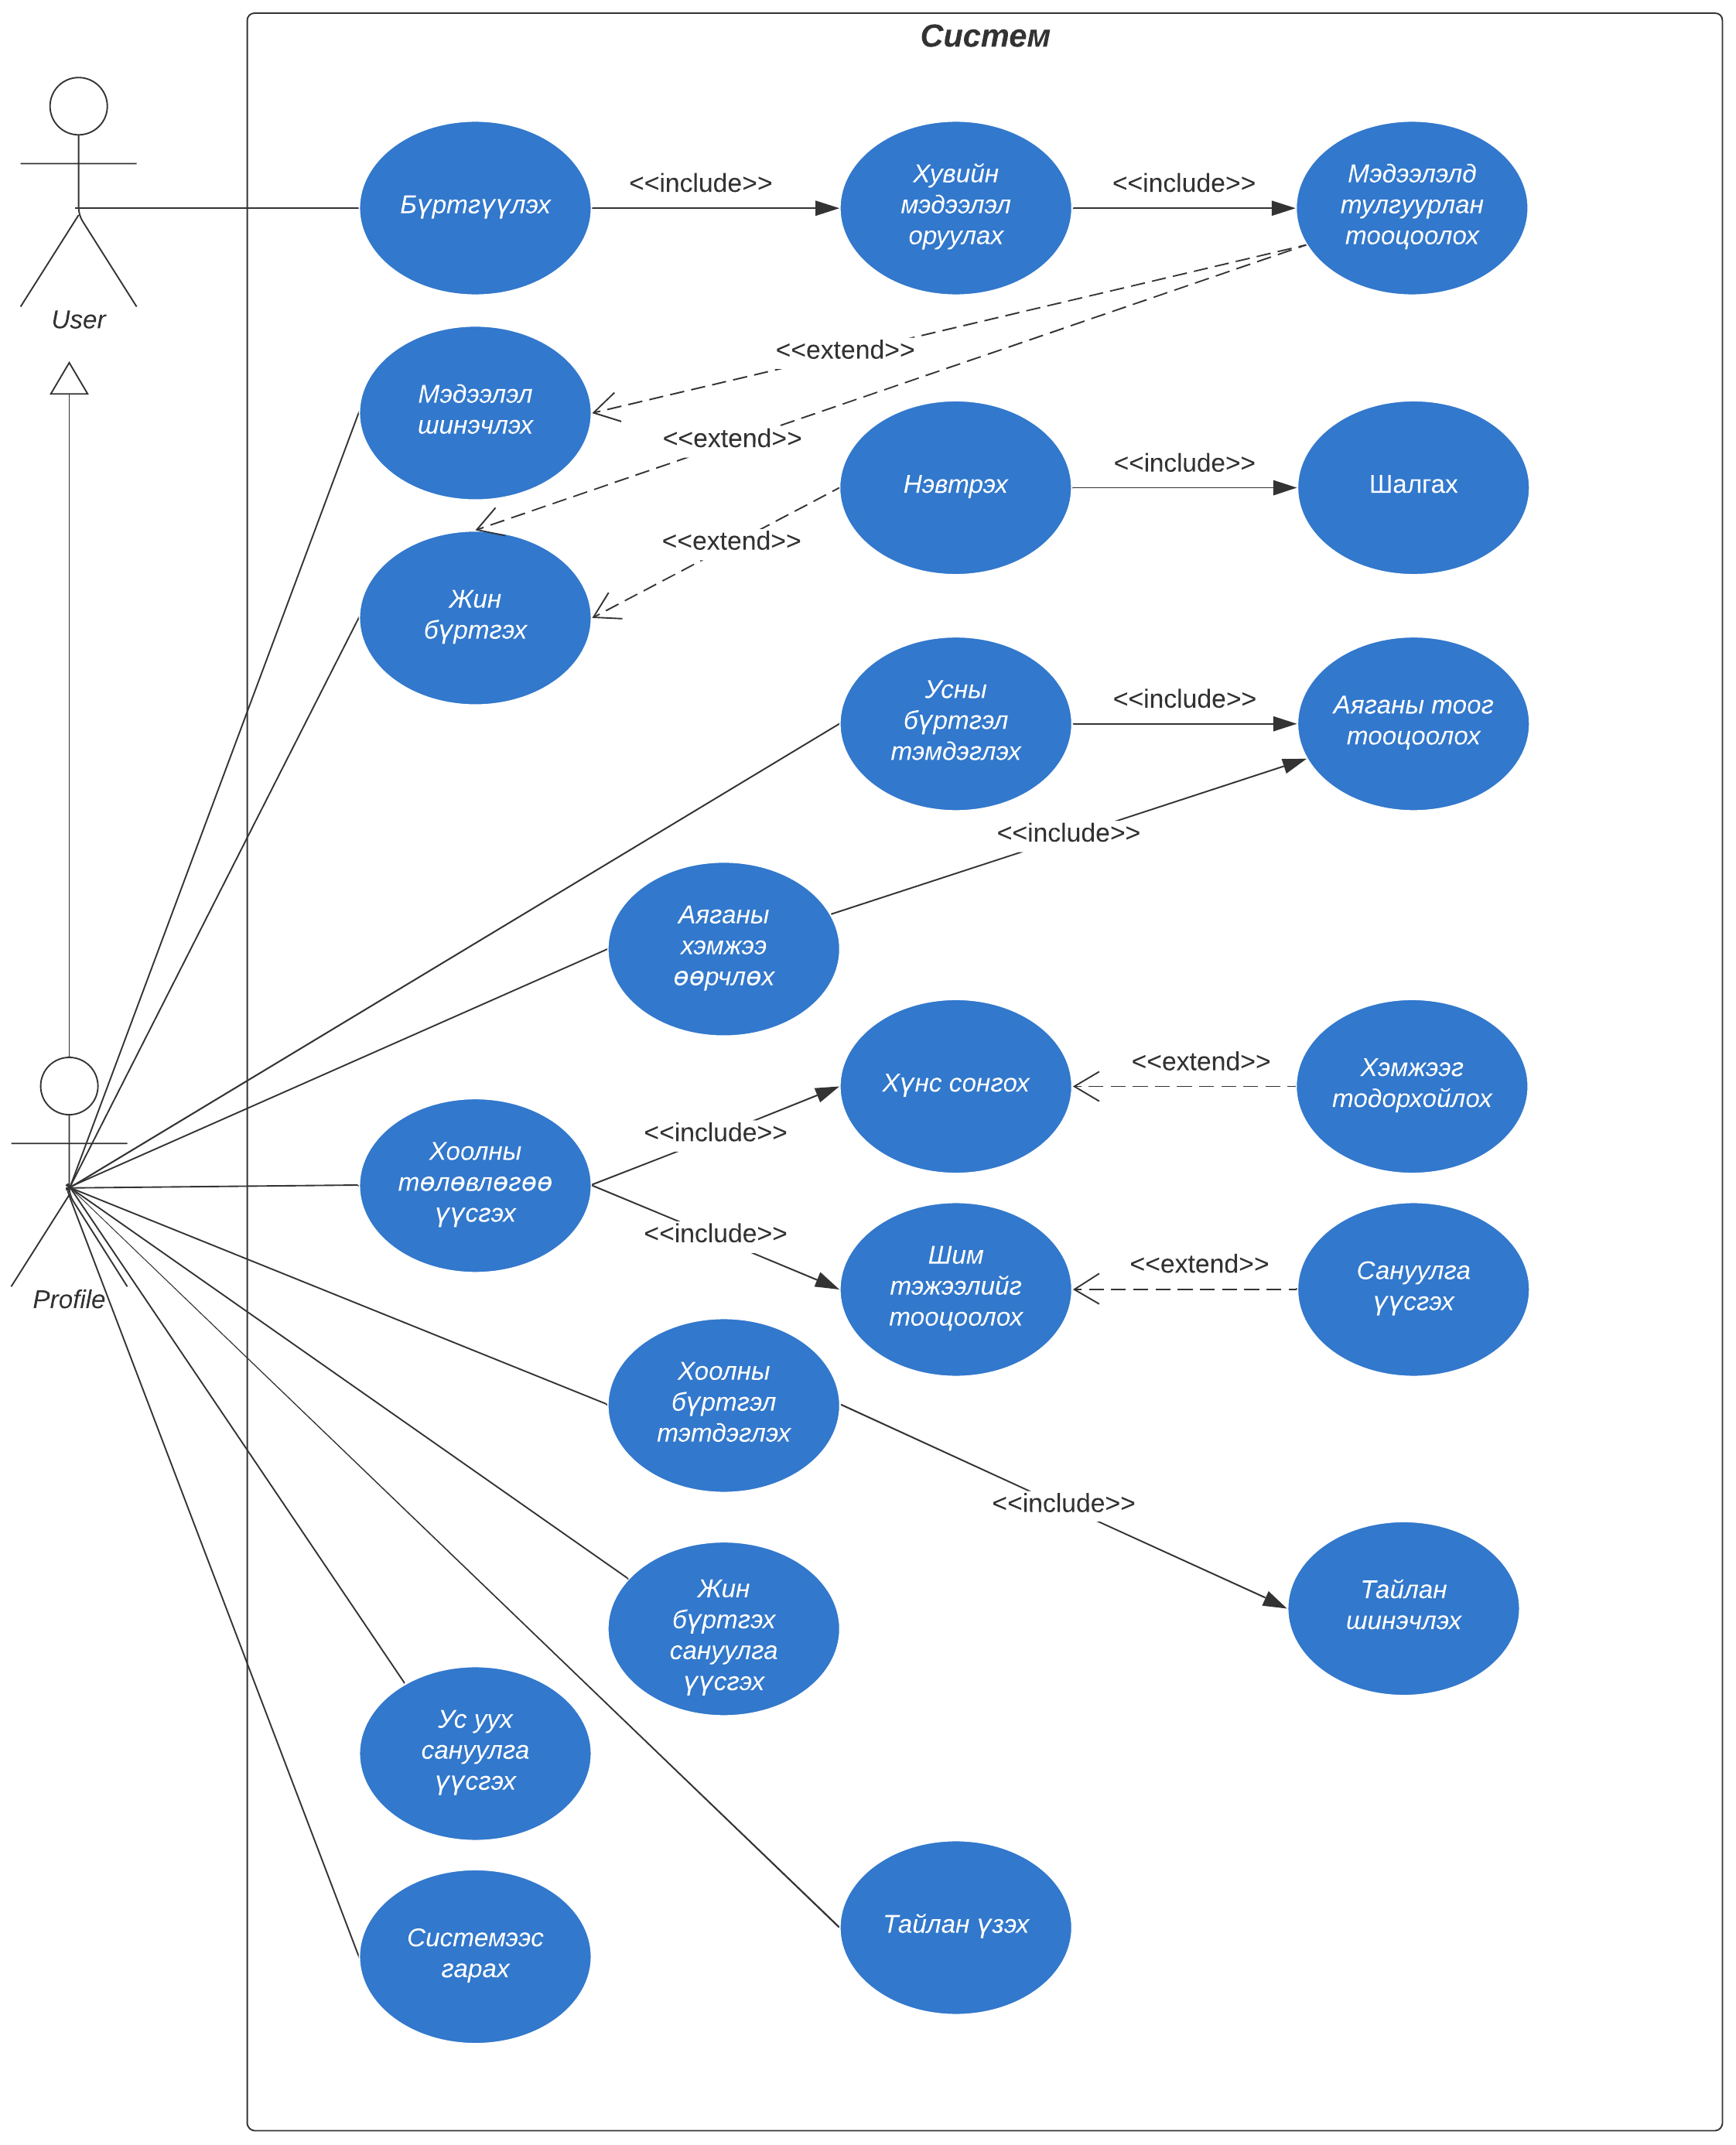 Систем
Бүртгүүлэх
<<include>>
Хувийн
мэдээлэл
оруулах
<<include>>
Мэдээлэлд
тулгуурлан
тооцоолох
User
<<extend>>
Мэдээлэл
шинэчлэх
<<extend>>
Нэвтрэх
<<include>>
Шалгах
<<extend>>
Жин
бүртгэх
Усны
бүртгэл
тэмдэглэх
<<include>>
Аяганы тоог
тооцоолох
<<include>>
Аяганы
хэмжээ
өөрчлөх
Хүнс сонгох
<<extend>>
Хэмжээг
тодорхойлох
<<include>>
Хоолны
төлөвлөгөө
үүсгэх
<<include>>
Шим
тэжээлийг
тооцоолох
<<extend>>
Сануулга
үүсгэх
Profile
Хоолны
бүртгэл
тэтдэглэх
<<include>>
Жин
бүртгэх
сануулга
үүсгэх
Тайлан
шинэчлэх
Ус уух
сануулга
үүсгэх
Тайлан үзэх
Системээс
гарах